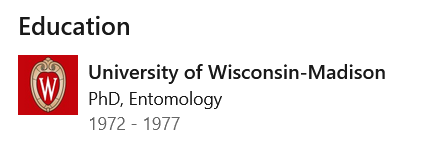 Education
W
University of Wisconsin-Madison
PhD, Entomology
1972 - 1977